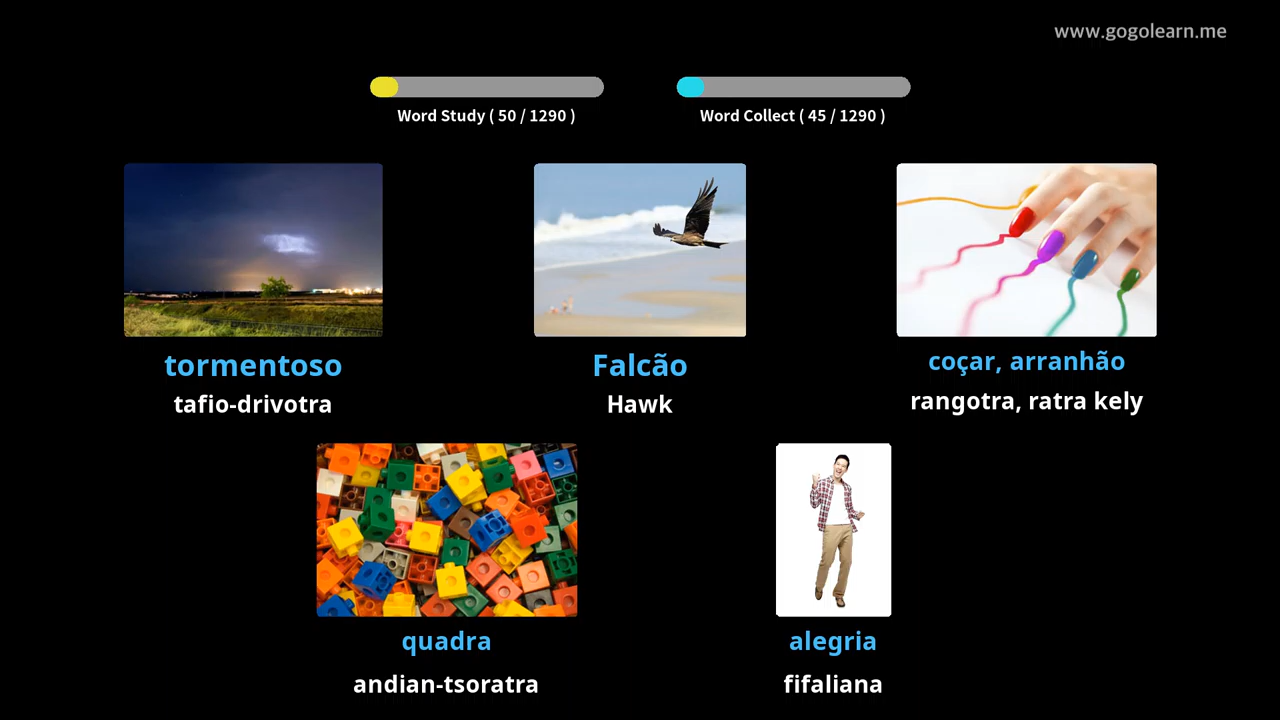 www.gogolearn.me
Word Study ( 50 / 1290 )
Word Collect ( 45 / 1290 )
tormentoso
tafio-drivotra
Falcão
Hawk
coçar, arranhão
rangotra, ratra kely
quadra
andian-tsoratra
alegria
fifaliana